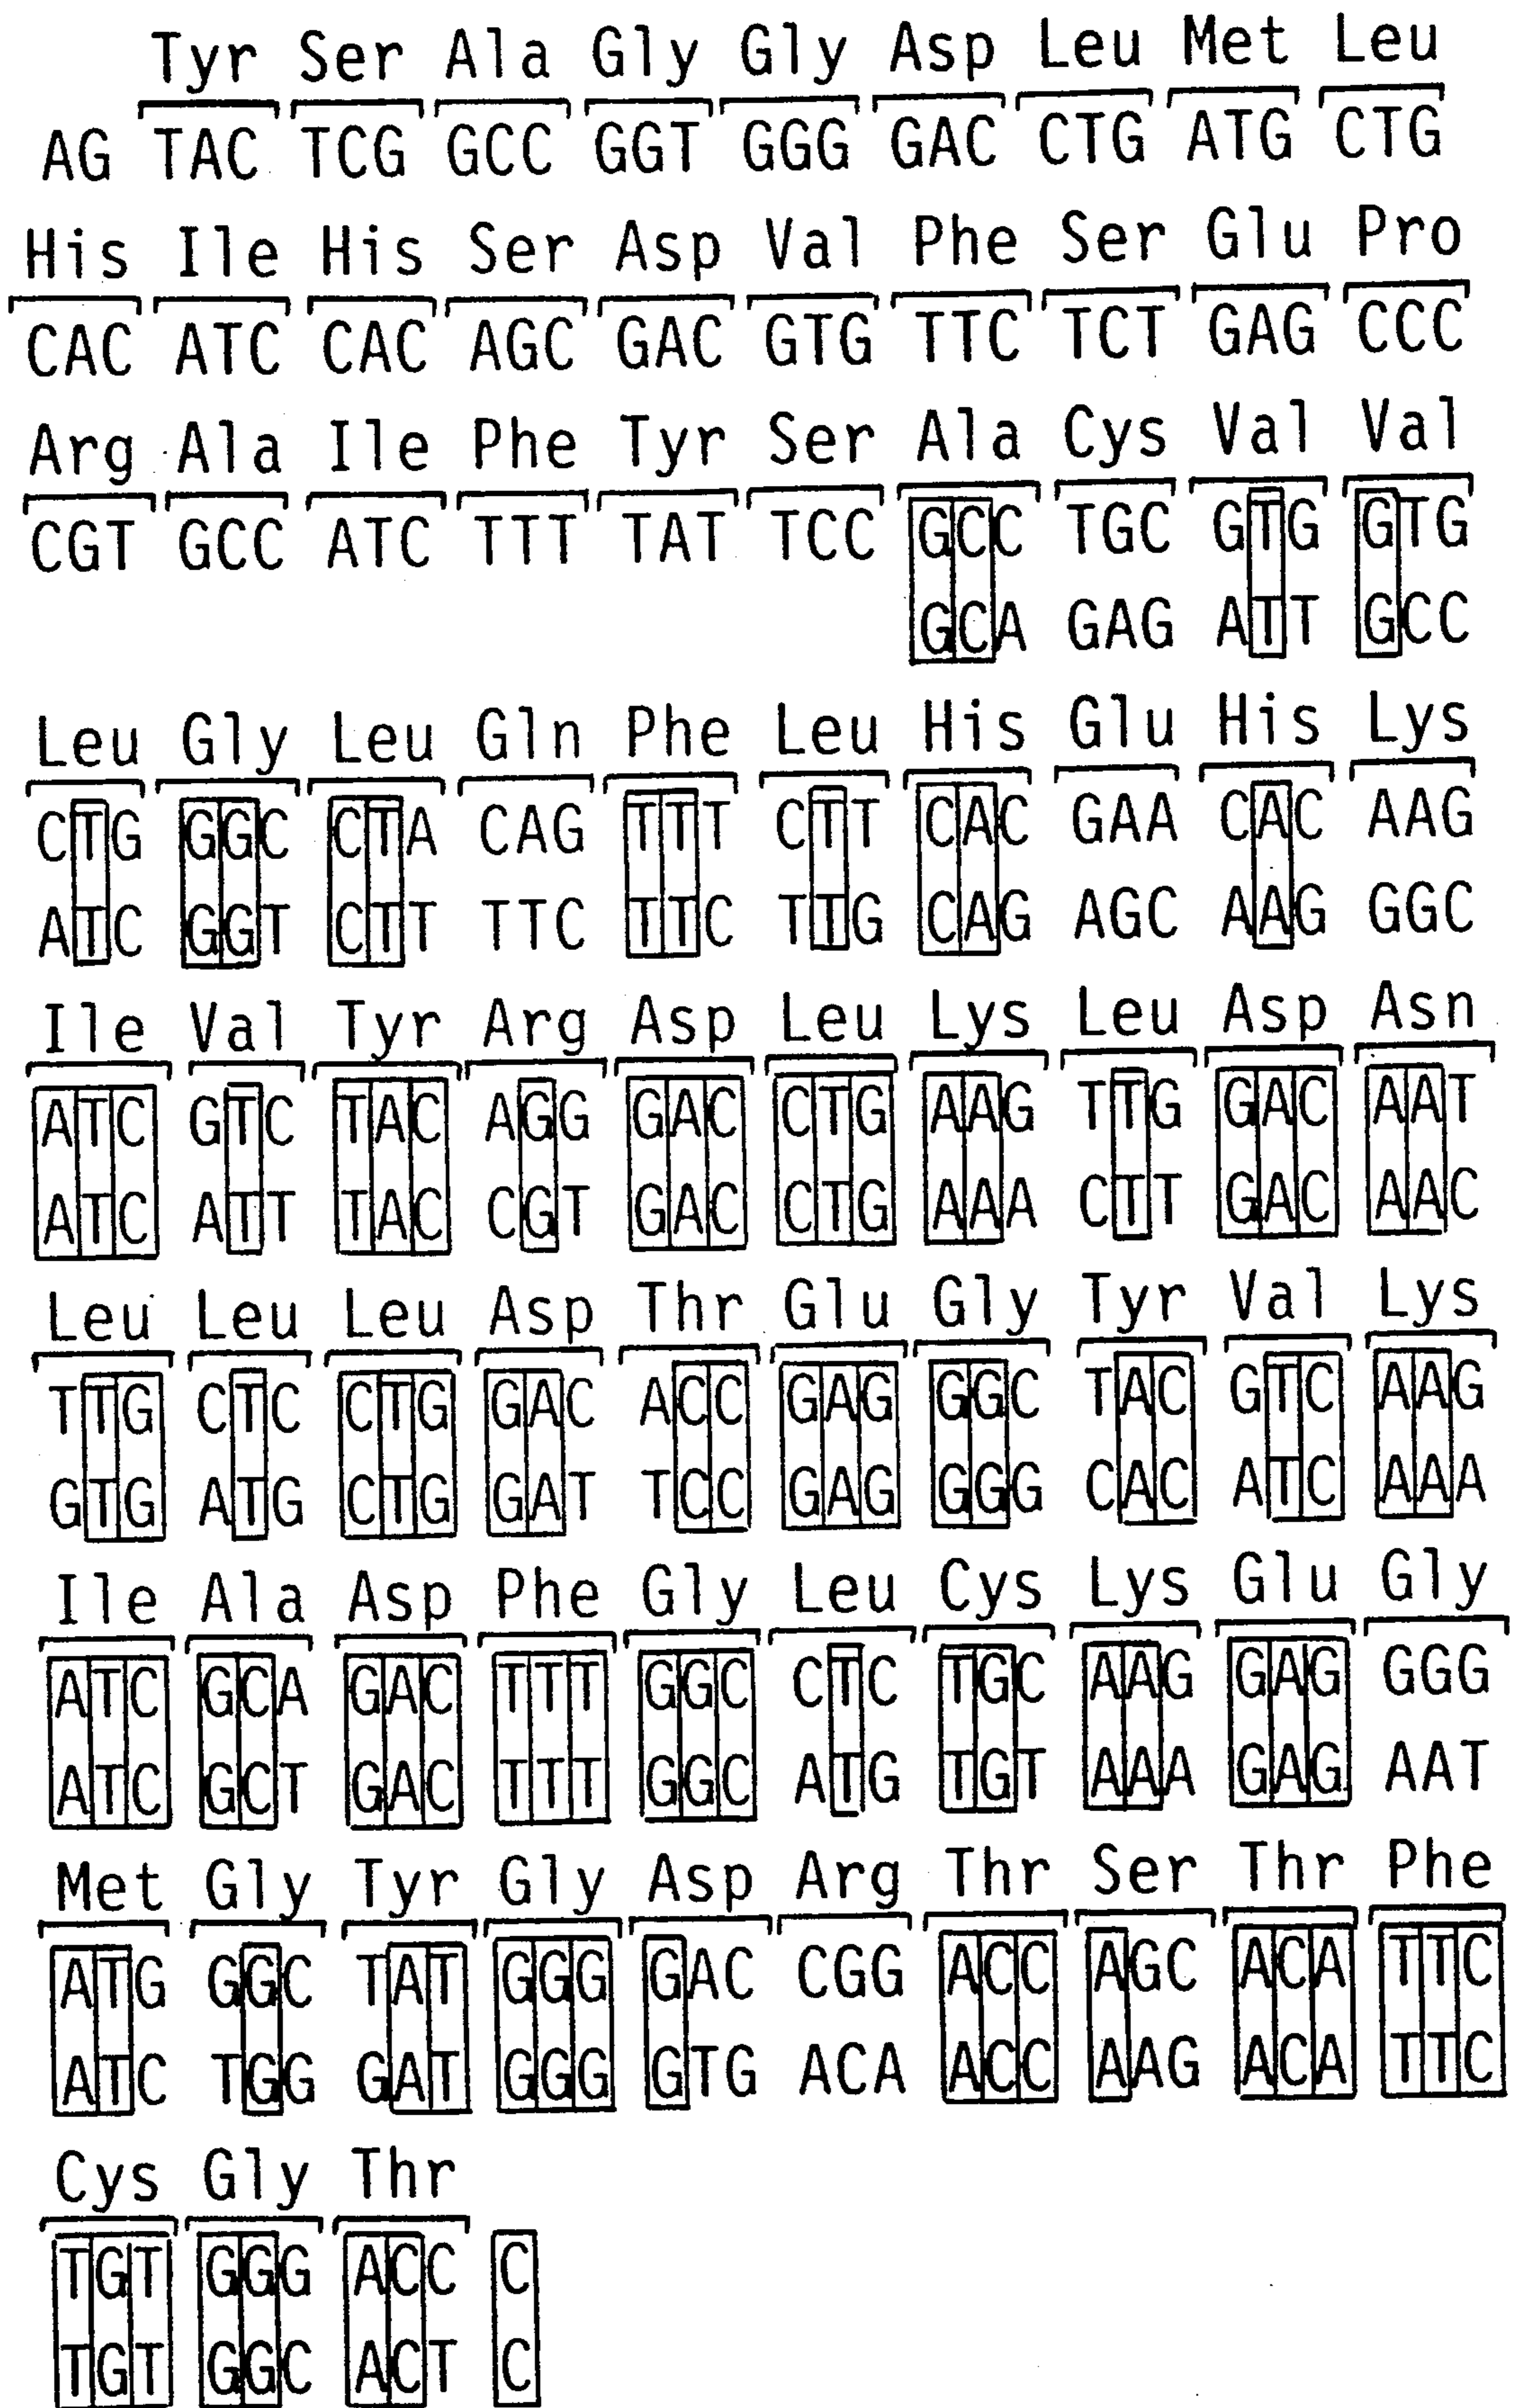 Tyr Ser Ala Gly Gly Asp Leu Met Leu
AG TAC TCG GCC GGT GGG GAC CTG ATG CTG
His Ile His Ser Asp Val Phe Ser Glu Pro
CAC ATC CAC AGC GAC GTG TTC TCT GAG CCC
Arg Ala Ile Phe Tyr Ser Ala Cys Val Val
CGT GCC ATC TTT TAT TCC GCC TGC GTG GTG
GCA GAG ATT GCC
Leu Gly Leu Gln Phe Leu His Glu His Lys
CTG GGC CTA CAG TTT CTT CAC GAA CAC AAG
ATC GGT CTT TTC TTC TTG CAG AGC AAG GGC
Ile Val Tyr Arg Asp Leu Lys Leu Asp Asn
ATC GTC TAC AGG GAC CTG AAG TTG GAC AAT
ATC ATT TAC CGT GAC CTG AAA CTT GAC AAC
Leu Leu Leu Asp Thr Glu Gly Tyr Val Lys
TTG CTC CTG GAC ACC GAG GGC TAC GTC AAG
GTG ATG CTG GAT TCC GAG GGG CAC ATC AAA
Ile Ala Asp Phe Gly Leu Cys Lys Glu Gly
ATC GCA GAC TTT GGC CTC TGC AAG GAG GGG
ATC GCT GAC TTT GGC ATG TGT AAA GAG AAT
Met Gly Tyr Gly Asp Arg Thr Ser Thr Phe
ATG GGC TAT GGG GAC CGG ACC AGC ACA TTC
ATC TGG GAT GGG GTG ACA ACC AAG ACA TTC
Cys Gly Thr
TGT GGG ACC C
TGT GGC ACT C